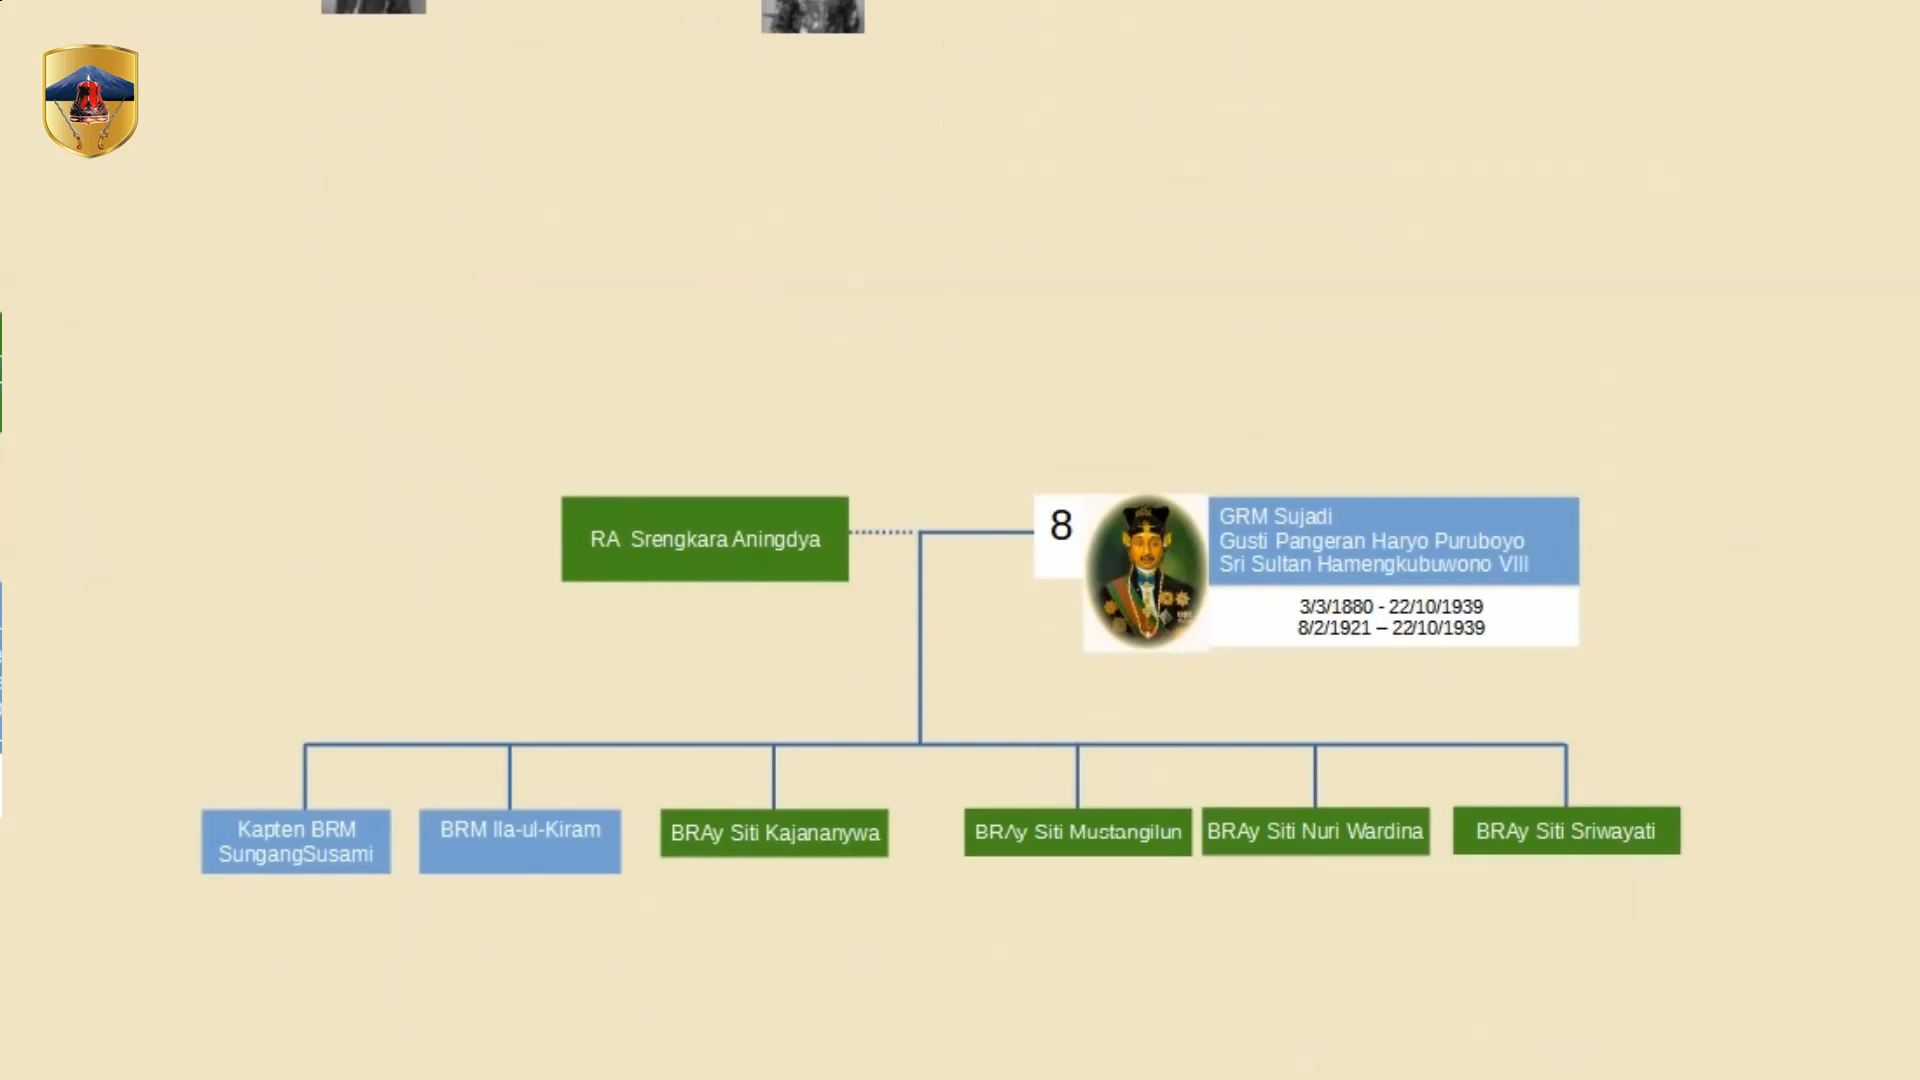 RA Srengkara Aningdya
8
GRM Sujadi
Gusti Pangeran Haryo Puruboyo
Sri Sultan Hamengkubuwono VIII
3/3/1880 - 22/10/1939
8/2/1921 – 22/10/1939
Kapten BRM
SungangSusami
BRM Ila-ul-Kiram
BRAy Siti Kajananywa
BRAy Siti Mustangilun
BRAy Siti Nuri Wardina
BRAy Siti Sriwayati